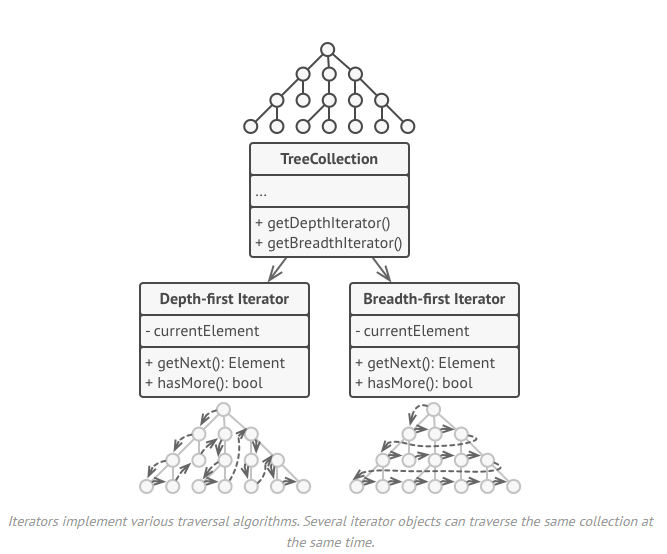 TreeCollection
...
+ getDepthIterator()
+ getBreadthIterator()
Depth-first Iterator
- currentElement
+ getNext(): Element
+ hasMore(): bool
Breadth-first Iterator
- currentElement
+ getNext(): Element
+ hasMore(): bool
Iterators implement various traversal algorithms. Several iterator objects can traverse the same collection at
the same time.